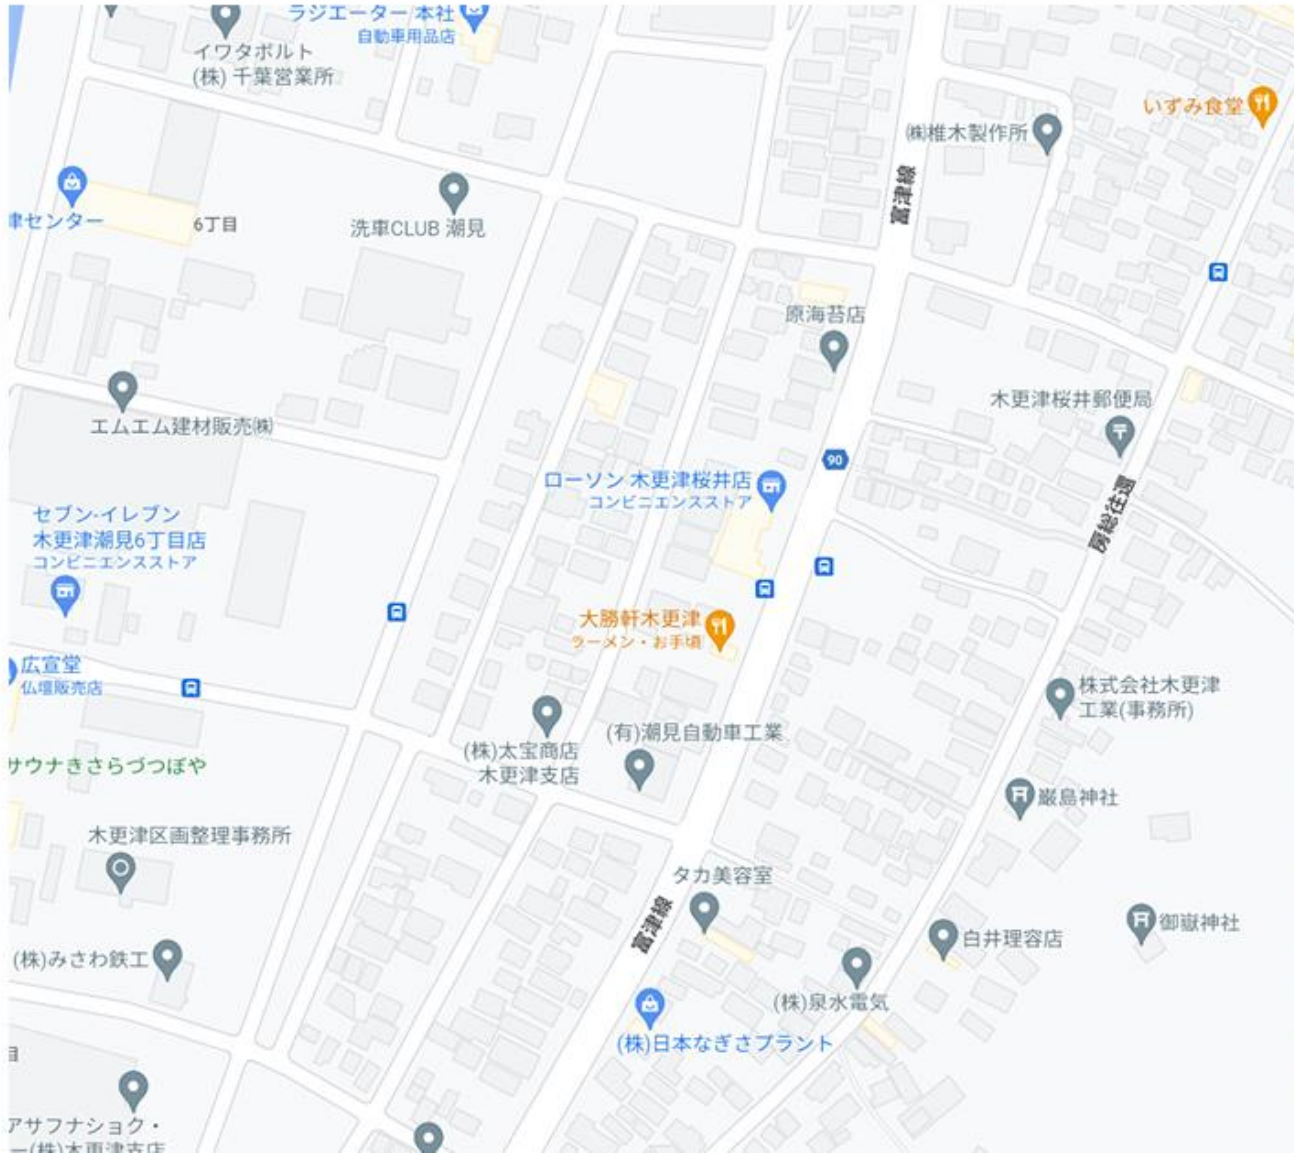 ラジエーター 本社
自動車用品店
イワタボルト
(株) 千葉営業所
いずみ食堂
㈱椎木製作所
富津線
津センター
6丁目
洗車CLUB 潮見
原海苔店
木更津桜井郵便局
エムエム建材販売㈱
90
ローソン 木更津桜井店
コンビニエンスストア
房総往還
セブン-イレブン
木更津潮見6丁目店
コンビニエンスストア
大勝軒木更津
ラーメン・お手頃
広宣堂
仏壇販売店
株式会社木更津
工業(事務所)
(有)潮見自動車工業
(株)太宝商店
木更津支店
サウナきさらづつぼや
巌島神社
木更津区画整理事務所
タカ美容室
富津線
御嶽神社
白井理容店
(株)みさわ鉄工
(株)泉水電気
(株)日本なぎさプラント
目
アサフナショク・
ー(株)木更津支店